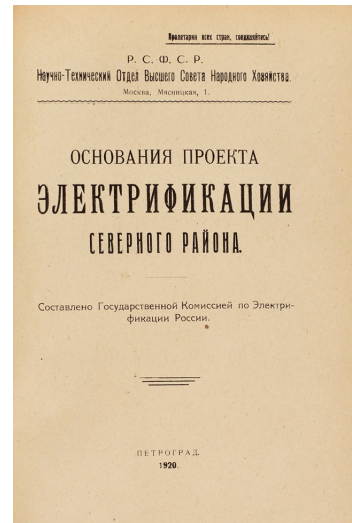 Пролетарии всех стран, соединяйтесь!
Р. С. Ф. С. Р.
Научно-Технический Отдел Высшего Совета Народного Хозяйства.
Москва, Мясницкая, 1.
ОСНОВАНИЯ ПРОЕКТА
ЭЛЕКТРИФИКАЦИИ
СЕВЕРНОГО РАЙОНА.
Составлено Государственной Комиссией по Электри-
фикации России.
ПЕТРОГРАД.
1920.